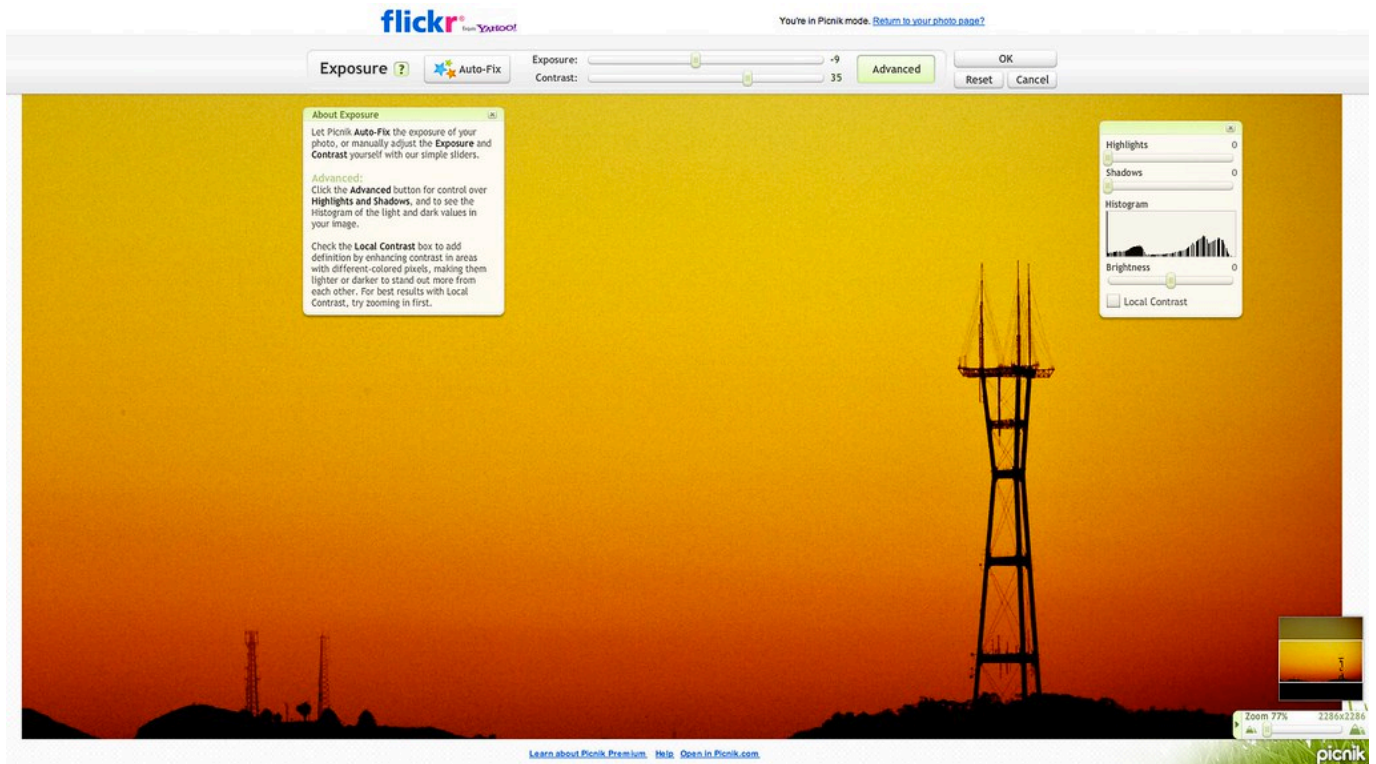 flickr from YAHOO!
You're in Picnik mode. Return to your photo page?
Exposure ? Auto-Fix
Exposure: -9
Contrast: 35
Advanced
OK
Reset Cancel
About Exposure
Let Picnik Auto-Fix the exposure of your
photo, or manually adjust the Exposure and
Contrast yourself with our simple sliders.
Advanced:
Click the Advanced button for control over
Highlights and Shadows, and to see the
Histogram of the light and dark values in
your image.
Check the Local Contrast box to add
definition by enhancing contrast in areas
with different-colored pixels, making them
lighter or darker to stand out more from
each other. For best results with Local
Contrast, try zooming in first.
Highlights 0
Shadows 0
Histogram
Brightness 0
Local Contrast
Zoom 77% 2286x2286
Learn about Picnik Premium Help Open in Picnik.com
picnik